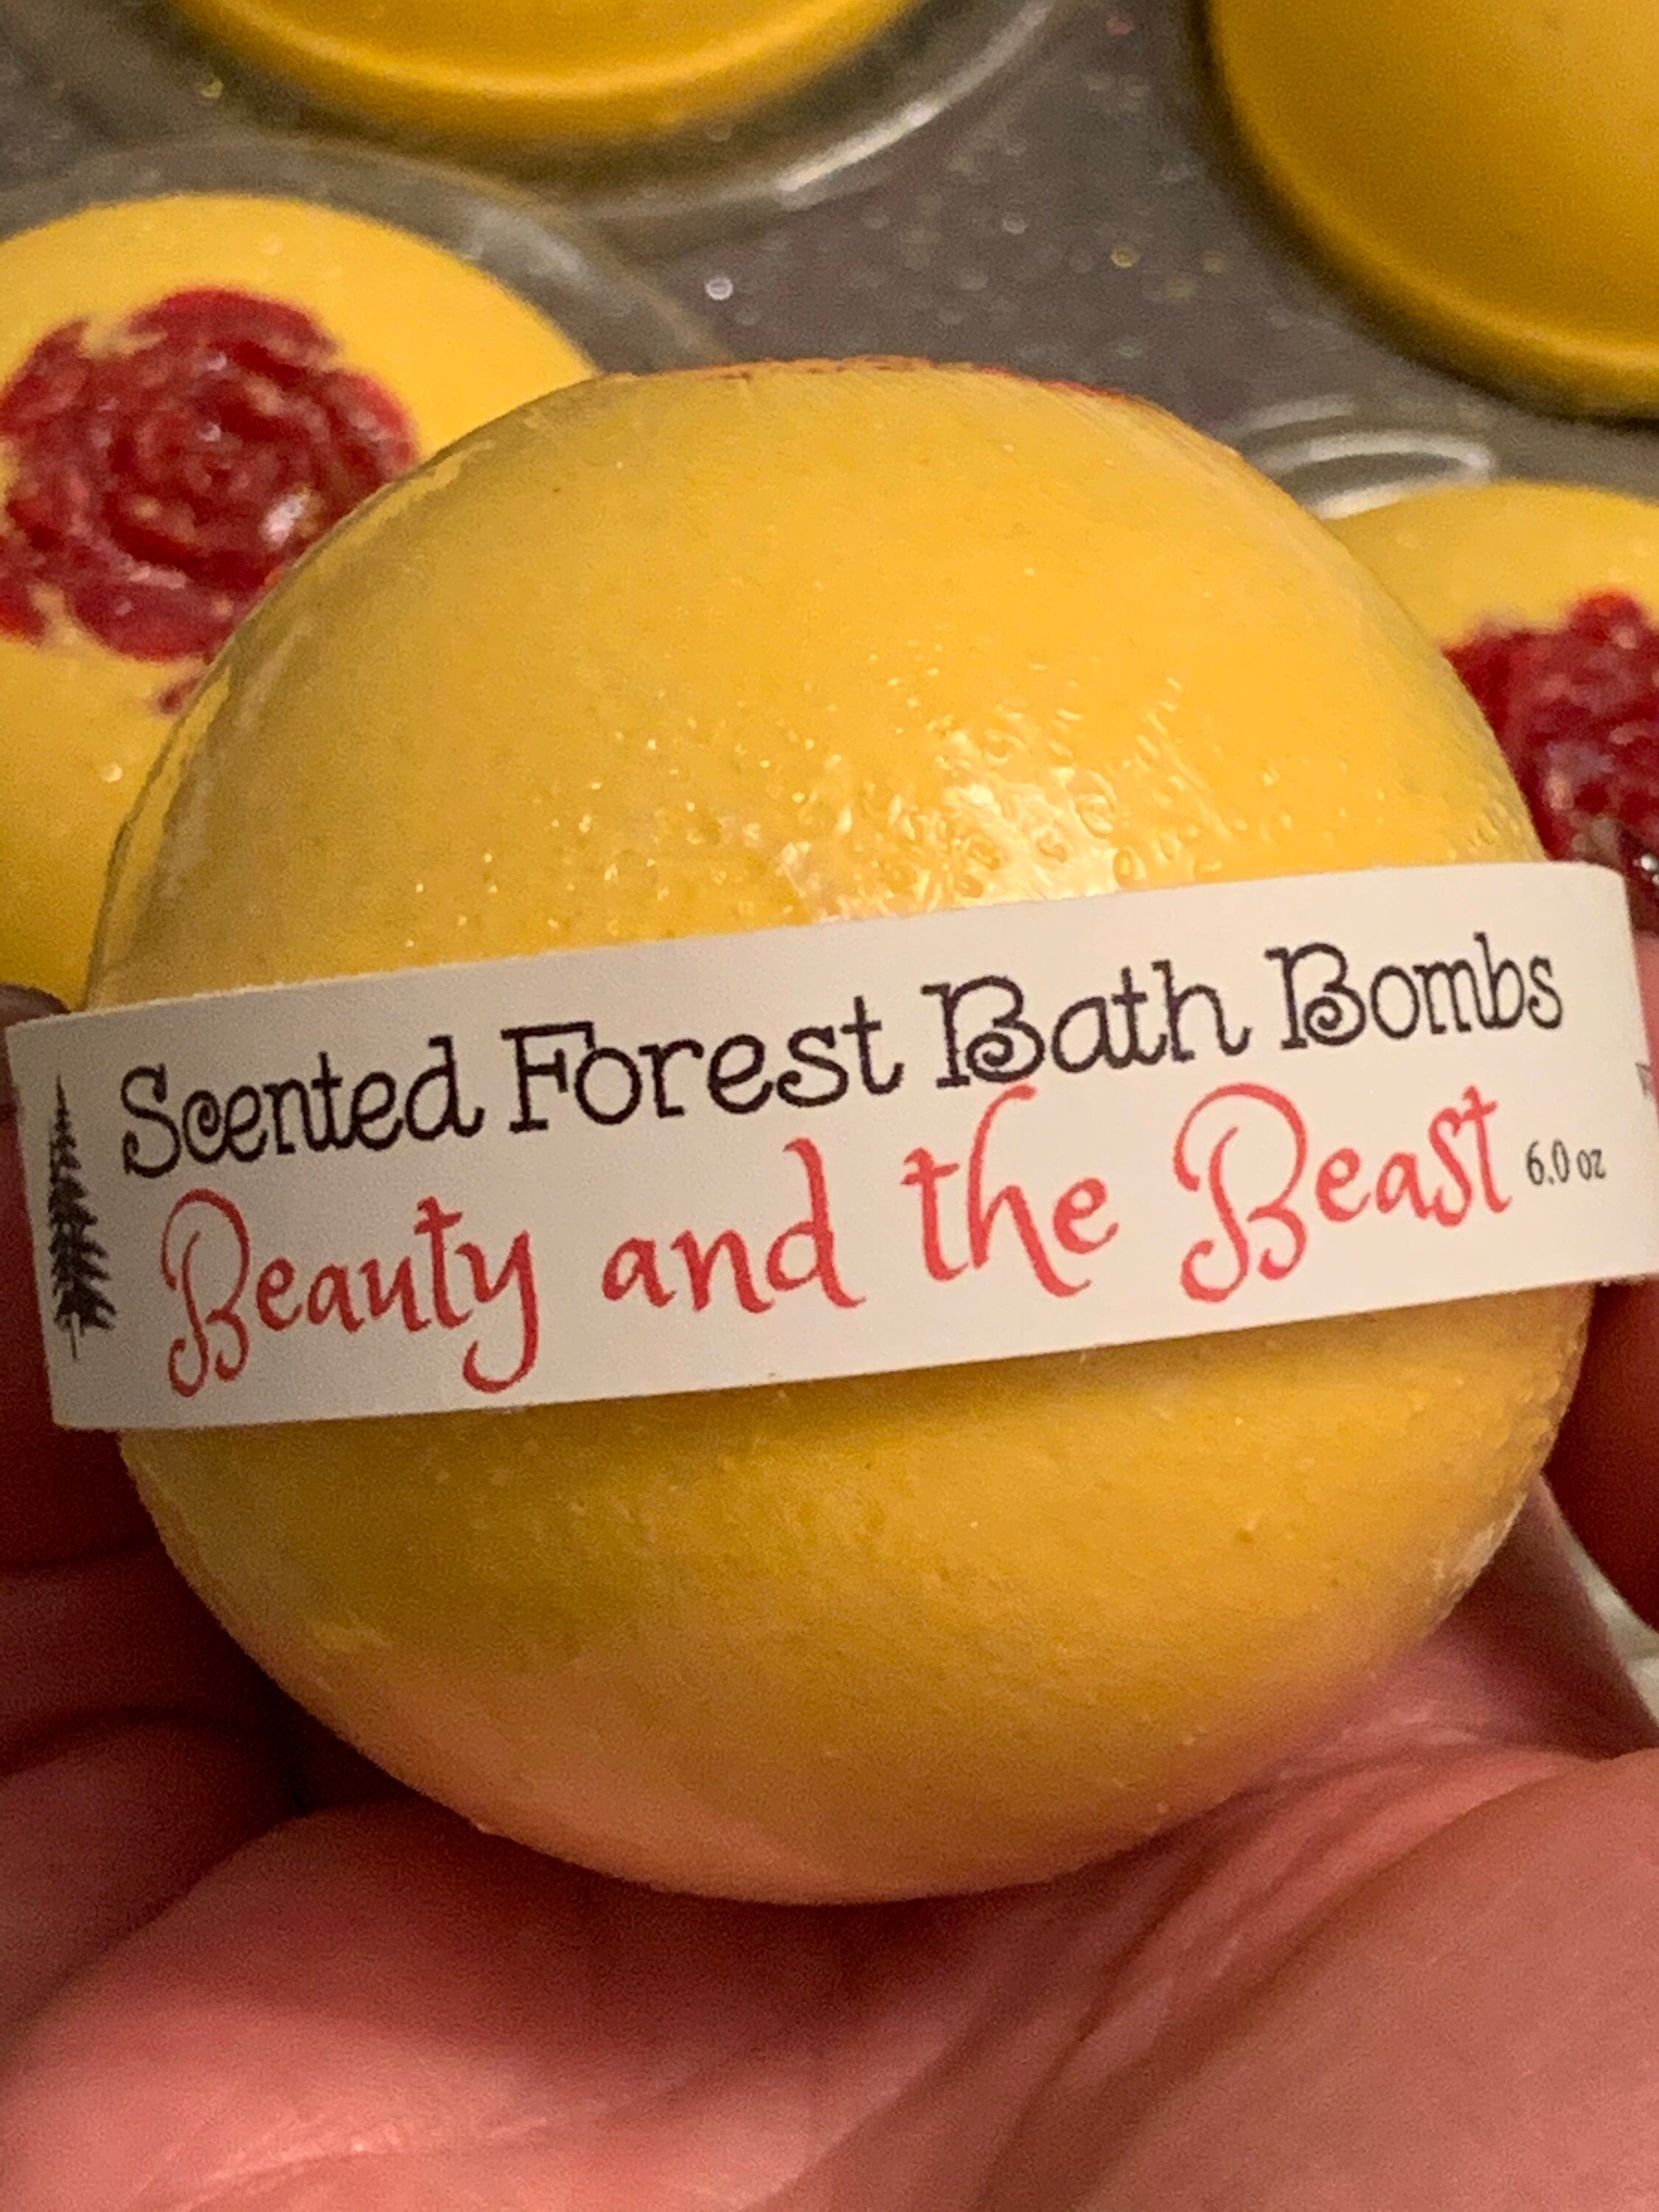 Scented Forest Bath Bombs
Beauty and the Beast 6.0 oz